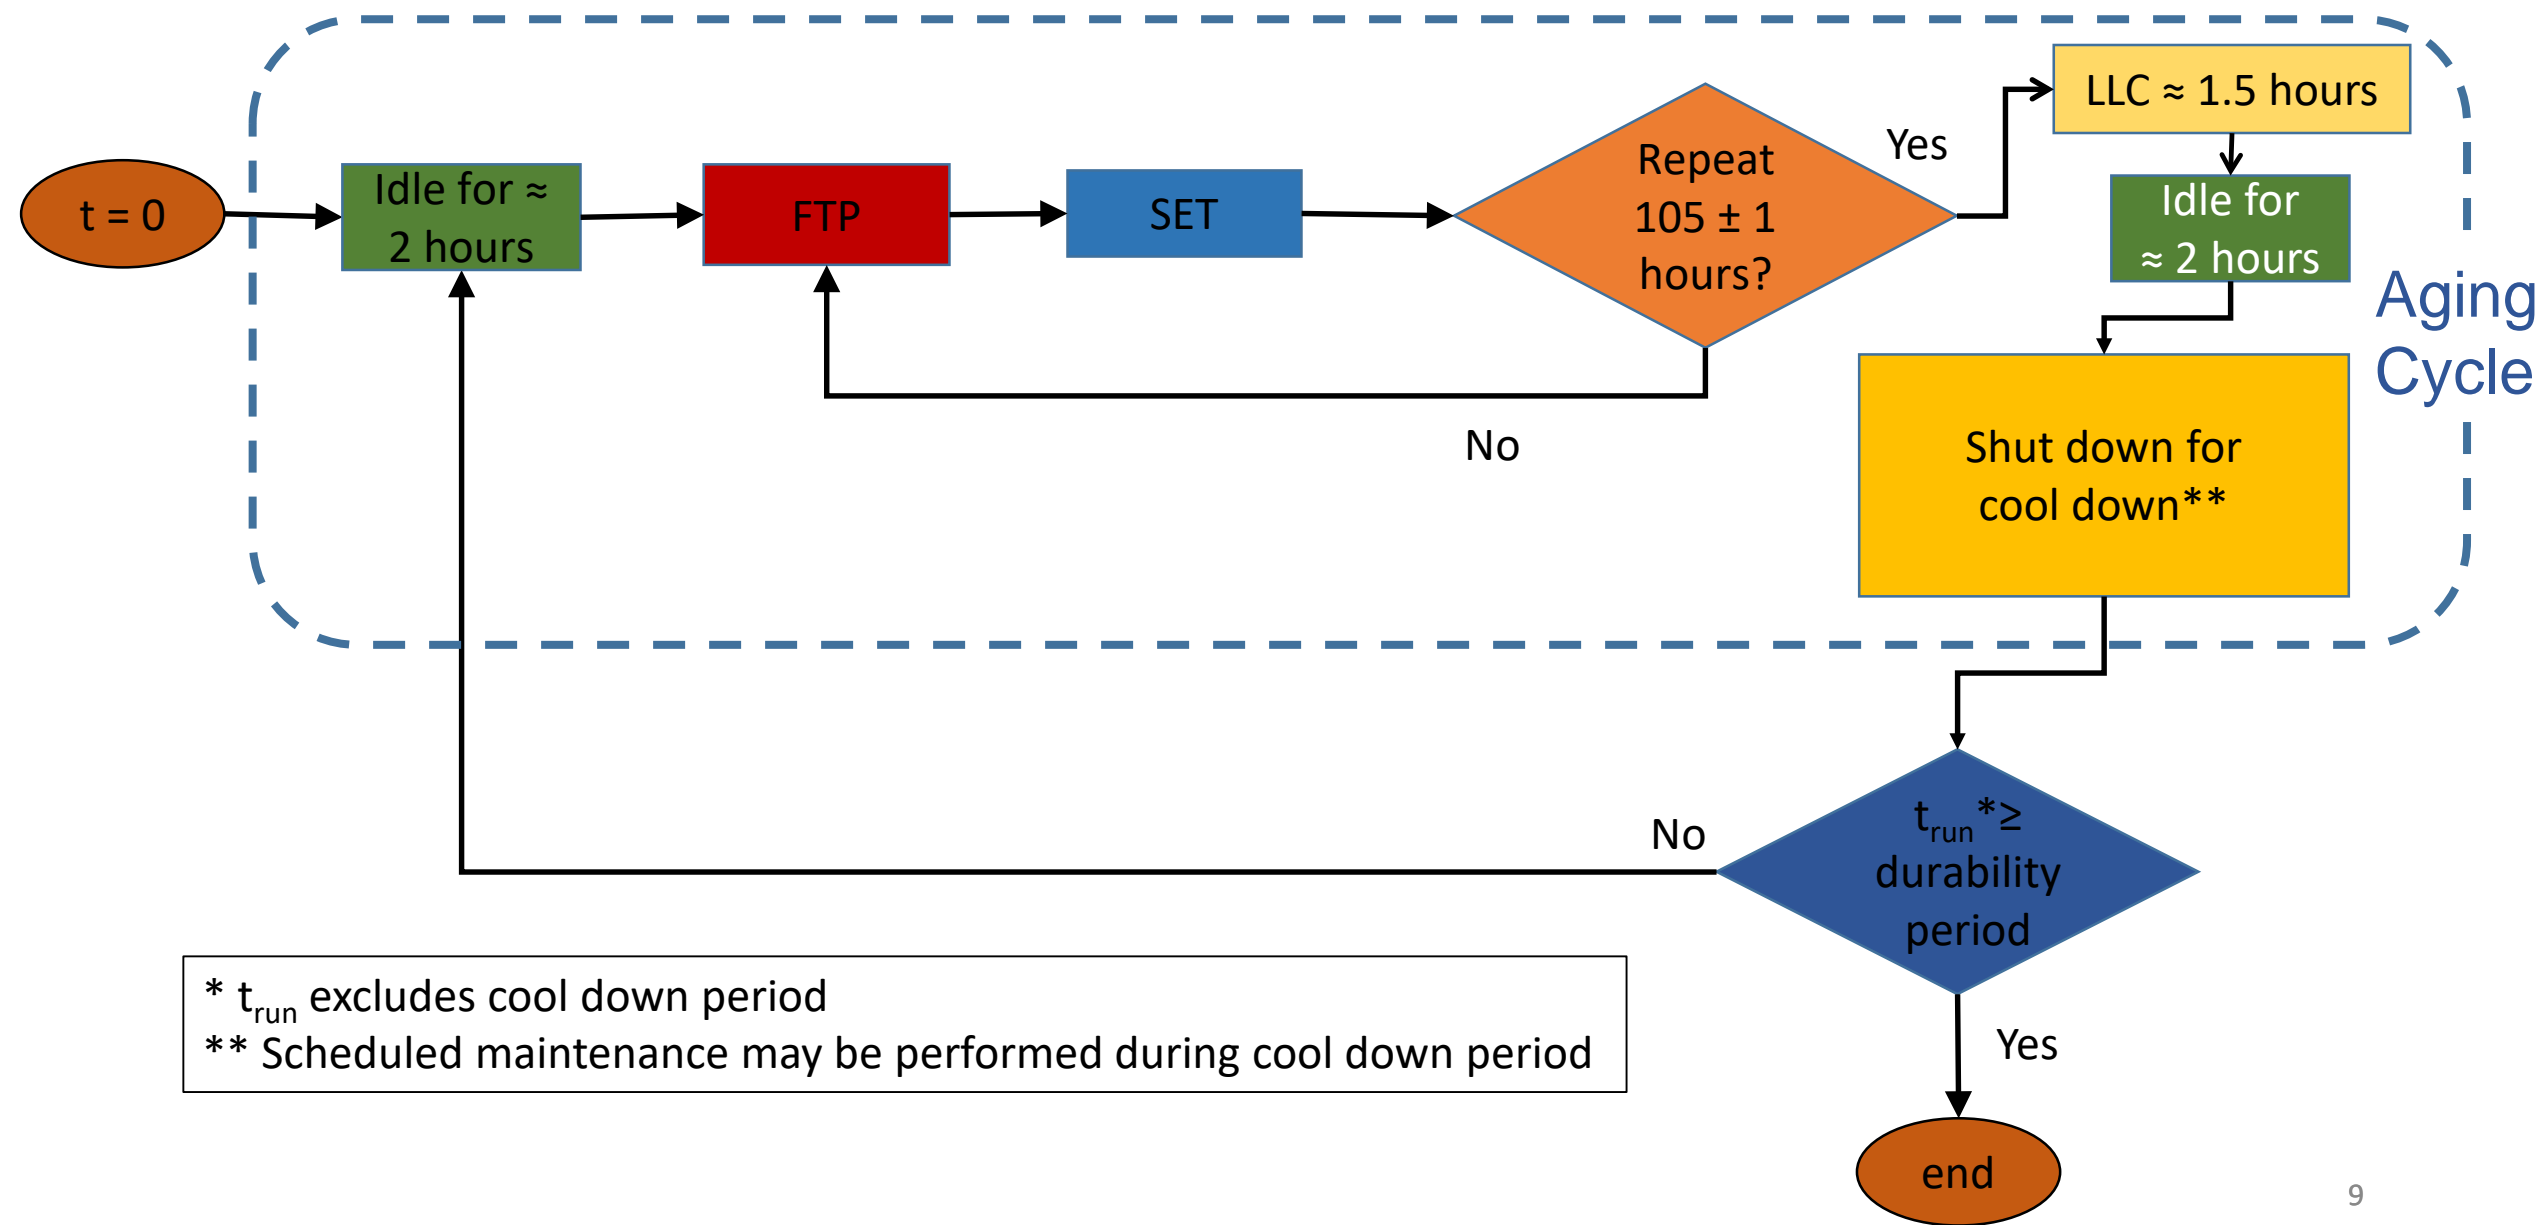 t = 0
Idle for ≈
2 hours
FTP
SET
Repeat
105 ± 1
hours?
Yes
LLC ≈ 1.5 hours
Idle for
≈ 2 hours
Aging
Cycle
No
Shut down for
cool down**
No
t_run*≥
durability
period
* t_run excludes cool down period
** Scheduled maintenance may be performed during cool down period
Yes
end
9